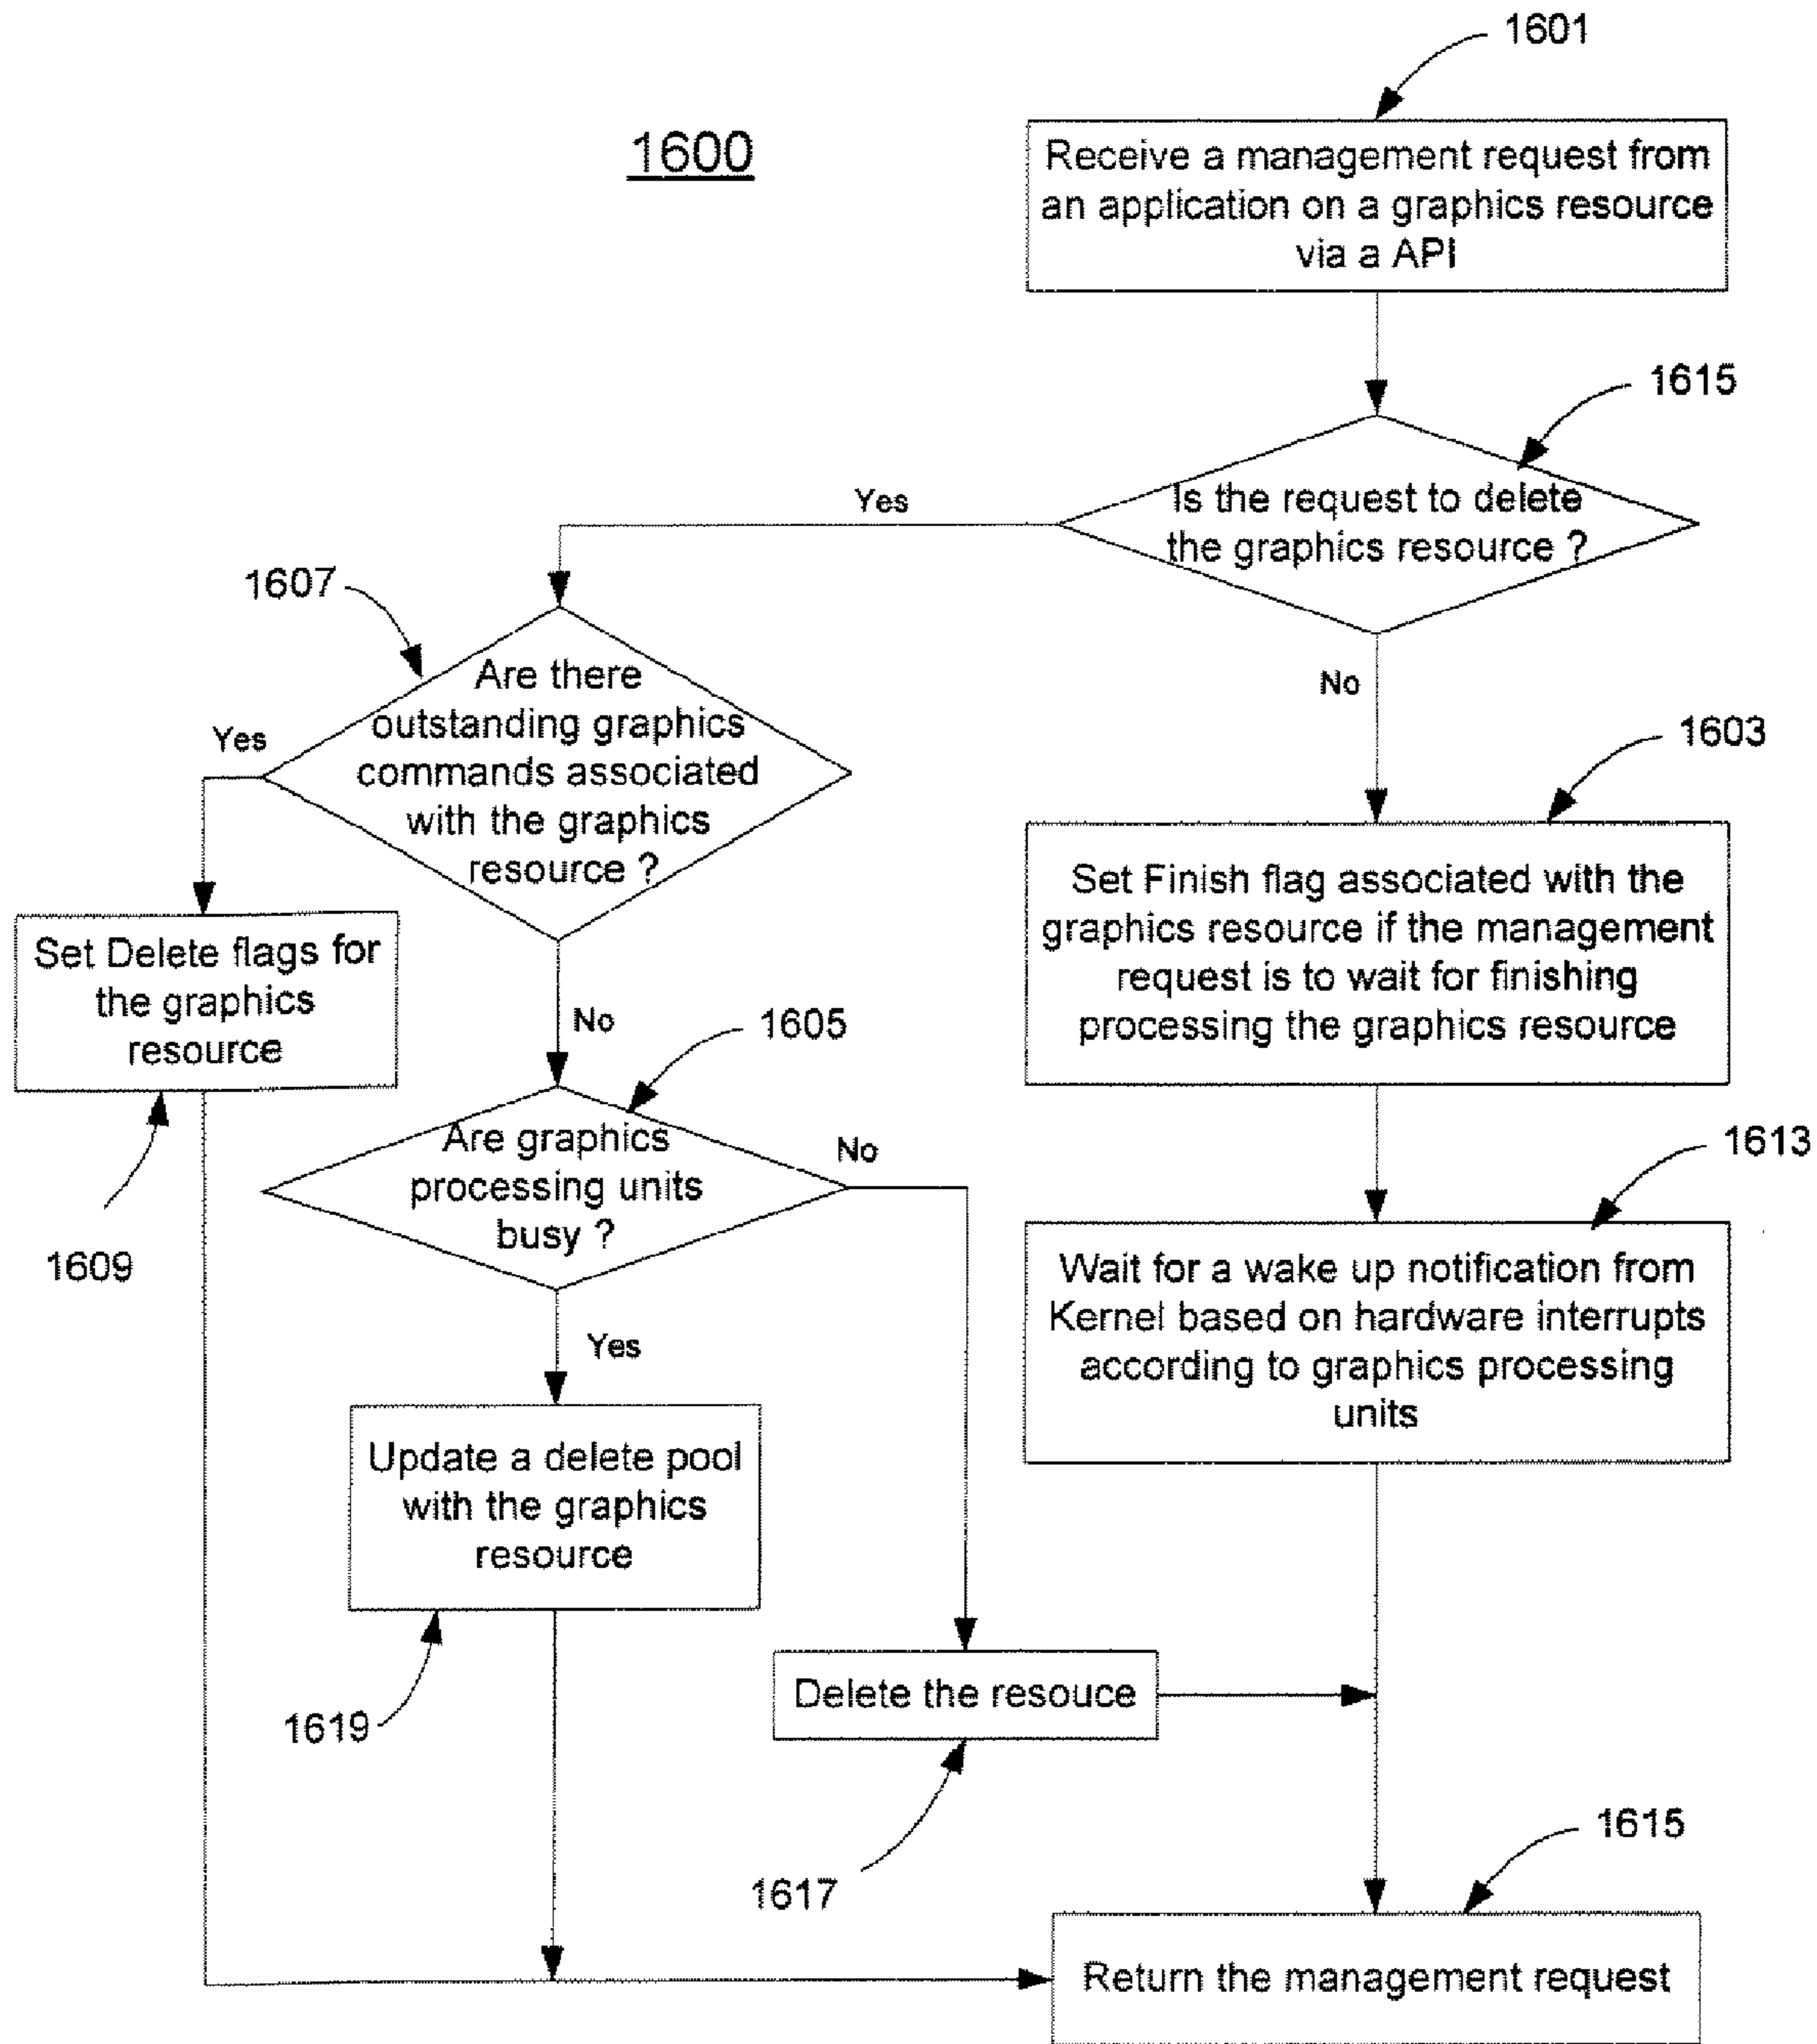 1600
1601
Receive a management request from
an application on a graphics resource
via a API
1615
Is the request to delete
the graphics resource ?
Yes
No
1607
Are there
outstanding graphics
commands associated
with the graphics
resource ?
Yes
No
1603
Set Finish flag associated with the
graphics resource if the management
request is to wait for finishing
processing the graphics resource
Set Delete flags for
the graphics
resource
1609
1605
Are graphics
processing units
busy ?
No
Yes
1613
Wait for a wake up notification from
Kernel based on hardware interrupts
according to graphics processing
units
Update a delete pool
with the graphics
resource
1619
Delete the resouce
1617
1615
Return the management request